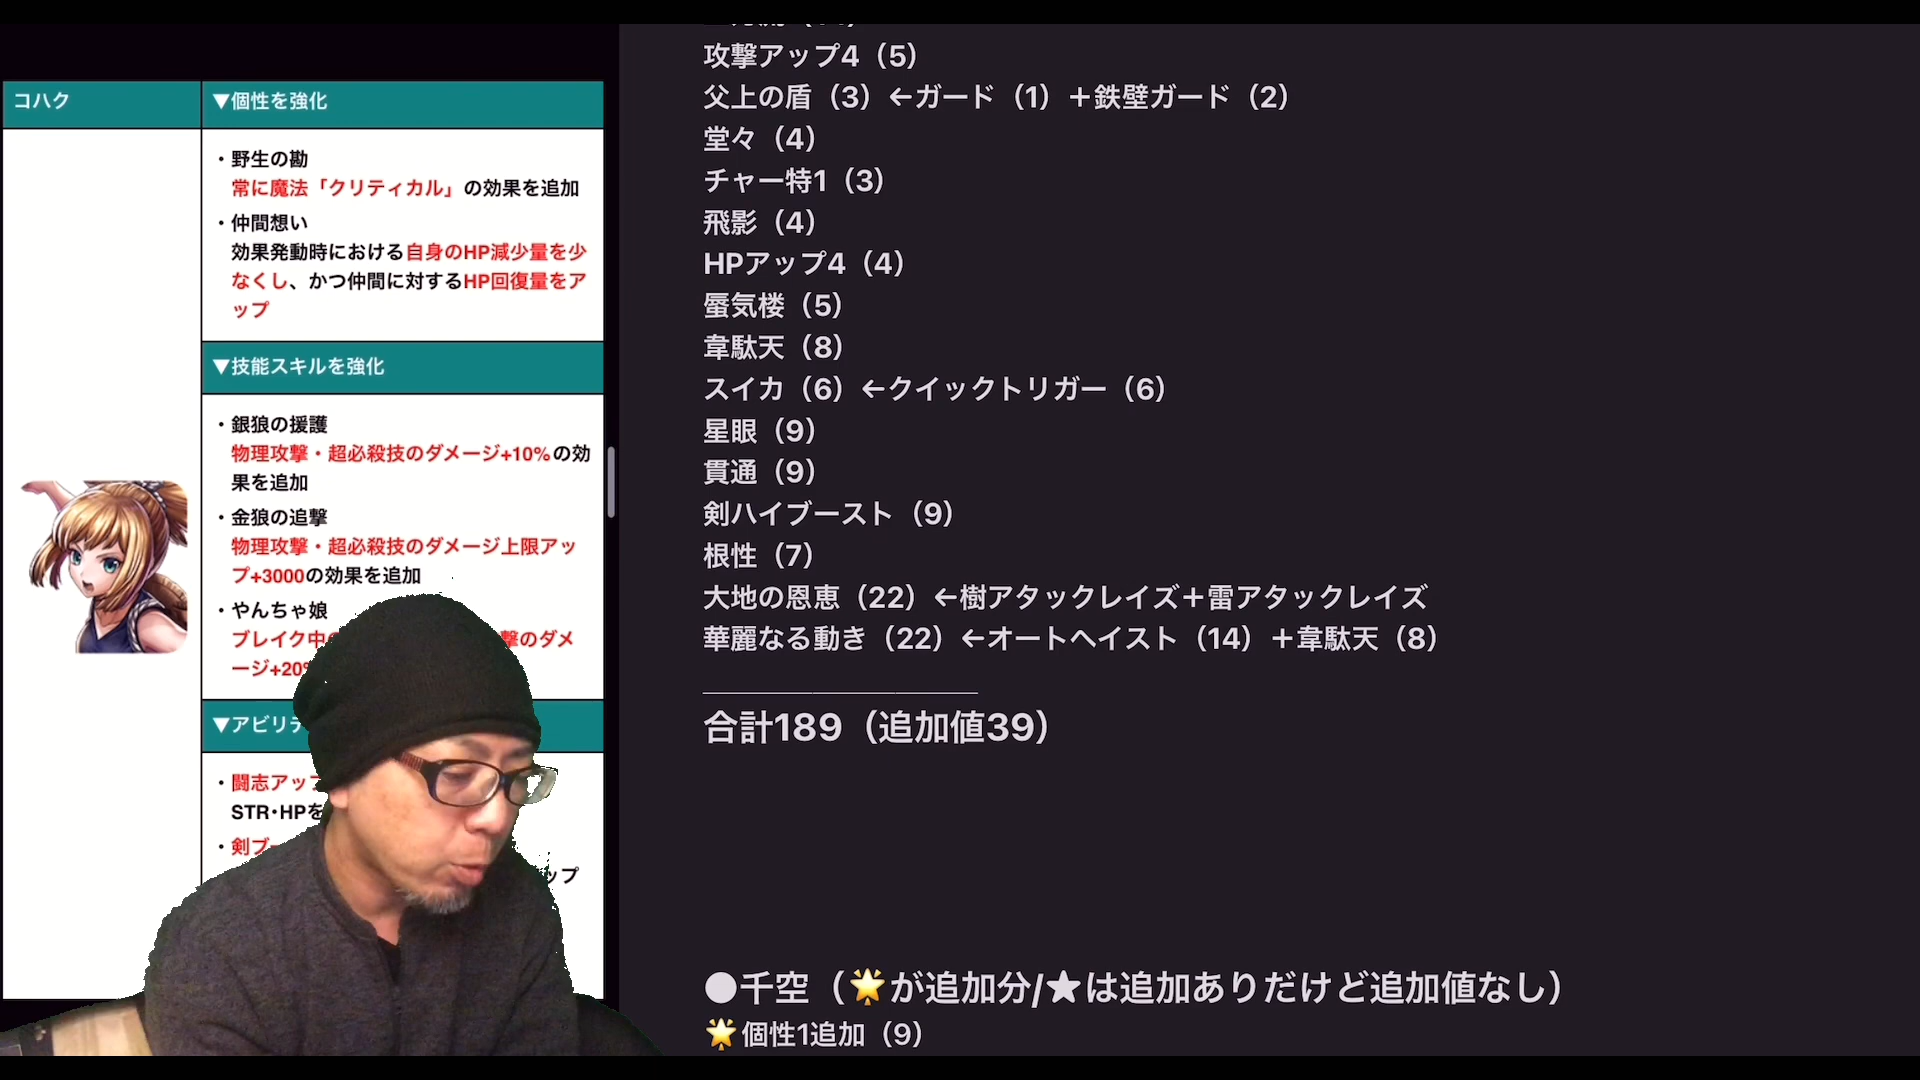 コハク
▼個性を強化
・野生の勘
常に魔法「クリティカル」の効果を追加
・仲間想い
効果発動時における自身のHP減少量を少
なくし、かつ仲間に対するHP回復量をア
ップ
▼技能スキルを強化
・銀狼の援護
物理攻撃・超必殺技のダメージ+10%の効
果を追加
・金狼の追撃
物理攻撃・超必殺技のダメージ上限アッ
プ+3000の効果を追加
・やんちゃ娘
ブレイク中 撃のダメ
ージ+20
▼アビリ
・闘志アップ
STR・HPを
・剣ブ
ップ
攻撃アップ4（5）
父上の盾（3）←ガード（1）＋鉄壁ガード（2）
堂々（4）
チャー特1（3）
飛影（4）
HPアップ4（4）
蜃気楼（5）
韋駄天（8）
スイカ（6）←クイックトリガー（6）
星眼（9）
貫通（9）
剣ハイブースト（9）
根性（7）
大地の恩恵（22）←樹アタックレイズ＋雷アタックレイズ
華麗なる動き（22）←オートヘイスト（14）＋韋駄天（8）
合計189（追加値39）
●千空（🌟が追加分/★は追加ありだけど追加値なし）
🌟個性1追加（9）